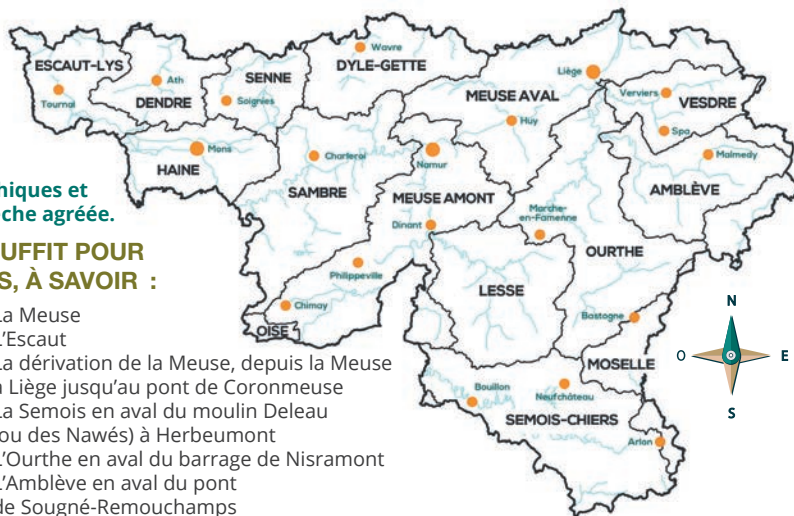 ESCAUT-LYS
Tournai
Ath
DENDRE
SENNE
Soignies
DYLE-GETTE
Wavre
MEUSE AVAL
Liège
Huy
Verviers
VESDRE
Spa
Malmedy
AMBLÈVE
Mons
HAINE
Charleroi
SAMBRE
Namur
MEUSE AMONT
Dinant
Marche-
en-Famenne
OURTHE
Philippeville
Chimay
OISE
LESSE
Bastogne
MOSELLE
Bouillon
Neufchâteau
SEMOIS-CHIERS
Arlon
N
O
E
S
et
agréée.
POUR
À SAVOIR :
La Meuse
L'Escaut
La dérivation de la Meuse, depuis la Meuse
à Liège jusqu'au pont de Coronmeuse
La Semois en aval du moulin Deleau
(ou des Nawés) à Herbeumont
L'Ourthe en aval du barrage de Nisramont
L'Amblève en aval du pont
de Sougné-Remouchamps